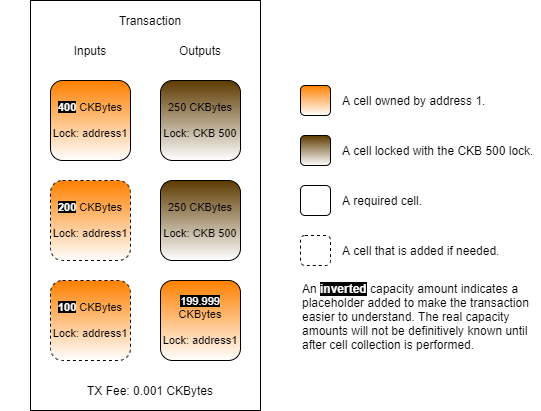 Transaction
Inputs
Outputs
400 CKBytes
Lock: address1
250 CKBytes
Lock: CKB 500
200 CKBytes
Lock: address1
250 CKBytes
Lock: CKB 500
100 CKBytes
Lock: address1
199.999
CKBytes
Lock: address1
TX Fee: 0.001 CKBytes
A cell owned by address 1.
A cell locked with the CKB 500 lock.
A required cell.
A cell that is added if needed.
An inverted capacity amount indicates a
placeholder added to make the transaction
easier to understand. The real capacity
amounts will not be definitively known until
after cell collection is performed.